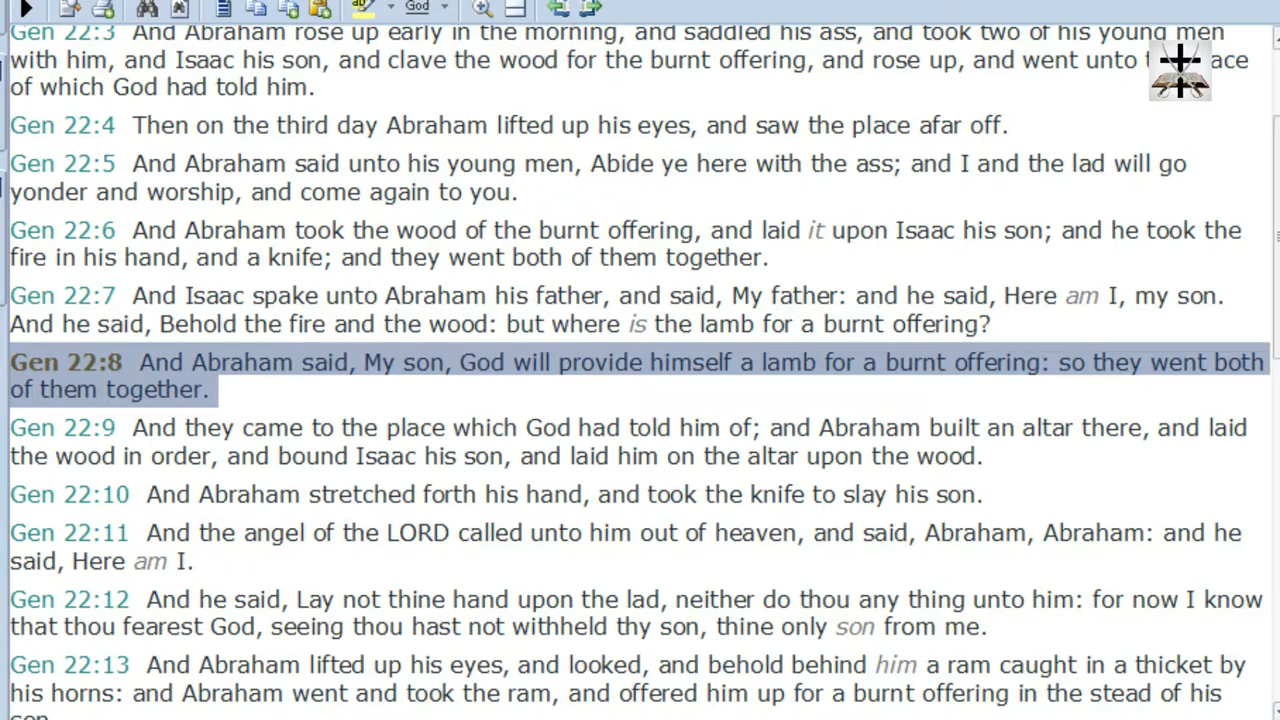 God
Gen 22:3 And Abraham rose up early in the morning, and saddled his ass, and took two of his young men
with him, and Isaac his son, and clave the wood for the burnt offering, and rose up, and went unto
of which God had told him.
Gen 22:4 Then on the third day Abraham lifted up his eyes, and saw the place afar off.
Gen 22:5 And Abraham said unto his young men, Abide ye here with the ass; and I and the lad will go
yonder and worship, and come again to you.
Gen 22:6 And Abraham took the wood of the burnt offering, and laid it upon Isaac his son; and he took the
fire in his hand, and a knife; and they went both of them together.
Gen 22:7 And Isaac spake unto Abraham his father, and said, My father: and he said, Here am I, my son.
And he said, Behold the fire and the wood: but where is the lamb for a burnt offering?
Gen 22:8 And Abraham said, My son, God will provide himself a lamb for a burnt offering: so they went both
of them together.
Gen 22:9 And they came to the place which God had told him of; and Abraham built an altar there, and laid
the wood in order, and bound Isaac his son, and laid him on the altar upon the wood.
Gen 22:10 And Abraham stretched forth his hand, and took the knife to slay his son.
Gen 22:11 And the angel of the LORD called unto him out of heaven, and said, Abraham, Abraham: and he
said, Here am I.
Gen 22:12 And he said, Lay not thine hand upon the lad, neither do thou any thing unto him: for now I know
that thou fearest God, seeing thou hast not withheld thy son, thine only son from me.
Gen 22:13 And Abraham lifted up his eyes, and looked, and behold behind him a ram caught in a thicket by
his horns: and Abraham went and took the ram, and offered him up for a burnt offering in the stead of his